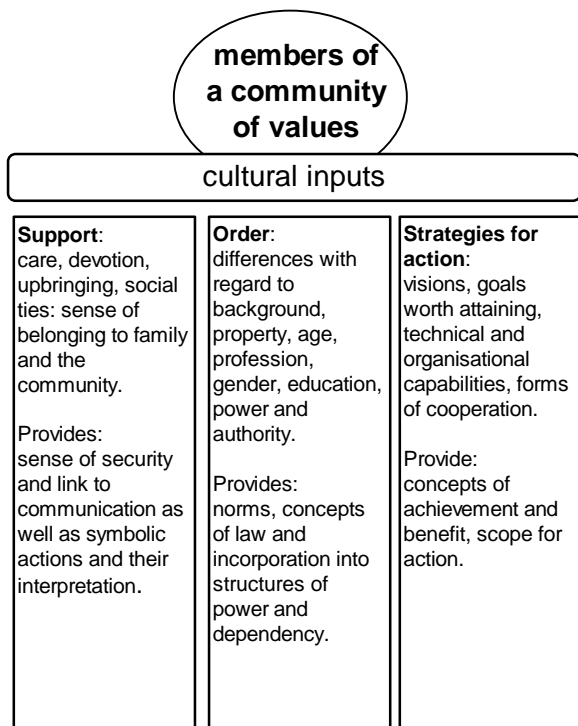 members of
a community
of values
cultural inputs
Support:
care, devotion,
upbringing, social
ties: sense of
belonging to family
and the
community.
Provides:
sense of security
and link to
communication as
well as symbolic
actions and their
interpretation.
Order:
differences with
regard to
background,
property, age,
profession,
gender, education,
power and
authority.
Provides:
norms, concepts
of law and
incorporation into
structures of
power and
dependency.
Strategies for
action:
visions, goals
worth attaining,
technical and
organisational
capabilities, forms
of cooperation.
Provide:
concepts of
achievement and
benefit, scope for
action.